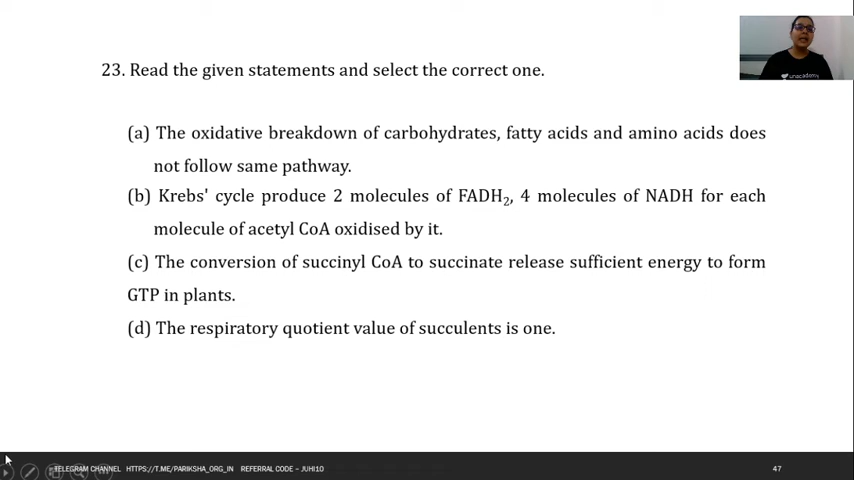 23. Read the given statements and select the correct one.
(a) The oxidative breakdown of carbohydrates, fatty acids and amino acids does
not follow same pathway.
(b) Krebs' cycle produce 2 molecules of FADH₂, 4 molecules of NADH for each
molecule of acetyl CoA oxidised by it.
(c) The conversion of succinyl CoA to succinate release sufficient energy to form
GTP in plants.
(d) The respiratory quotient value of succulents is one.
unacademy
TELEGRAM CHANNEL HTTPS://T.ME/PARIKSHA_ORG_IN REFERRAL CODE – JUHI10
47